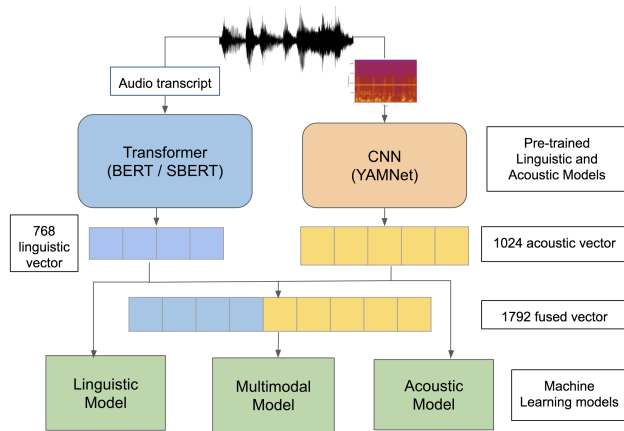 Audio transcript
Transformer
(BERT / SBERT)
CNN
(YAMNet)
Pre-trained
Linguistic and
Acoustic Models
768
linguistic
vector
1024 acoustic vector
1792 fused vector
Linguistic
Model
Multimodal
Model
Acoustic
Model
Machine
Learning models